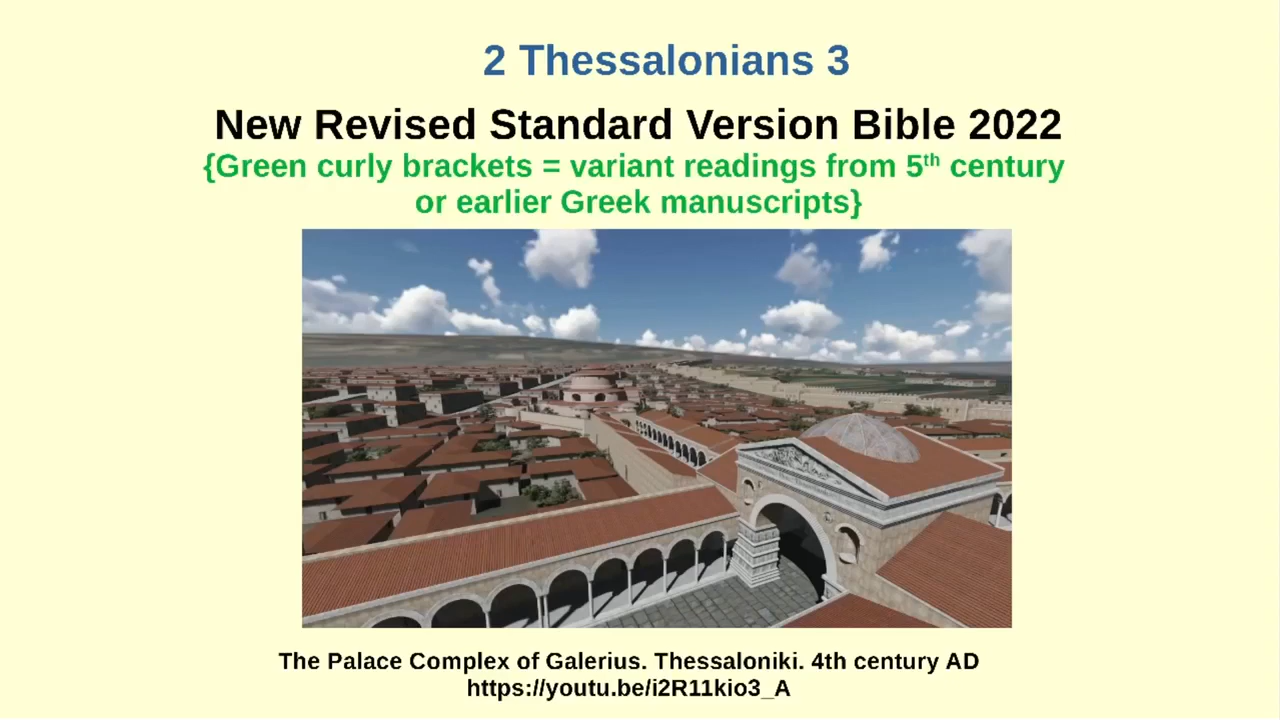 2 Thessalonians 3
New Revised Standard Version Bible 2022
{Green curly brackets = variant readings from 5th century
or earlier Greek manuscripts}
The Palace Complex of Galerius. Thessaloniki. 4th century AD
https://youtu.be/i2R11kio3_A